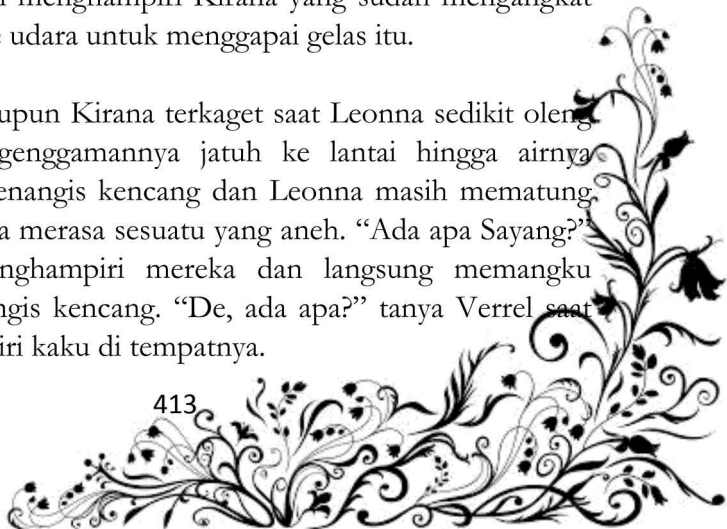 menghampiri Kirana yang sudah mengangkat
udara untuk menggapai gelas itu.
upun Kirana terkaget saat Leonna sedikit oleng
genggamannya jatuh ke lantai hingga airnya
enangis kencang dan Leonna masih mematung
a merasa sesuatu yang aneh. “Ada apa Sayang?”
nghampiri mereka dan langsung memangku
ngis kencang. “De, ada apa?” tanya Verrel saat
iri kaku di tempatnya.
413